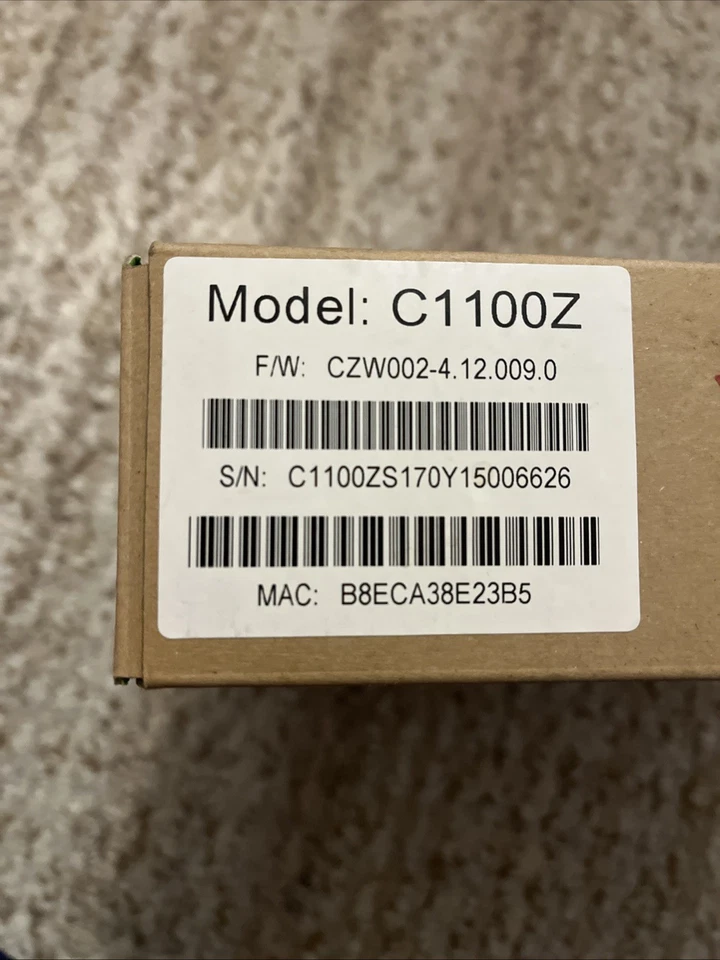 Model: C1100Z
F/W: CZW002-4.12.009.0
S/N: C1100ZS170Y15006626
MAC: B8ECA38E23B5